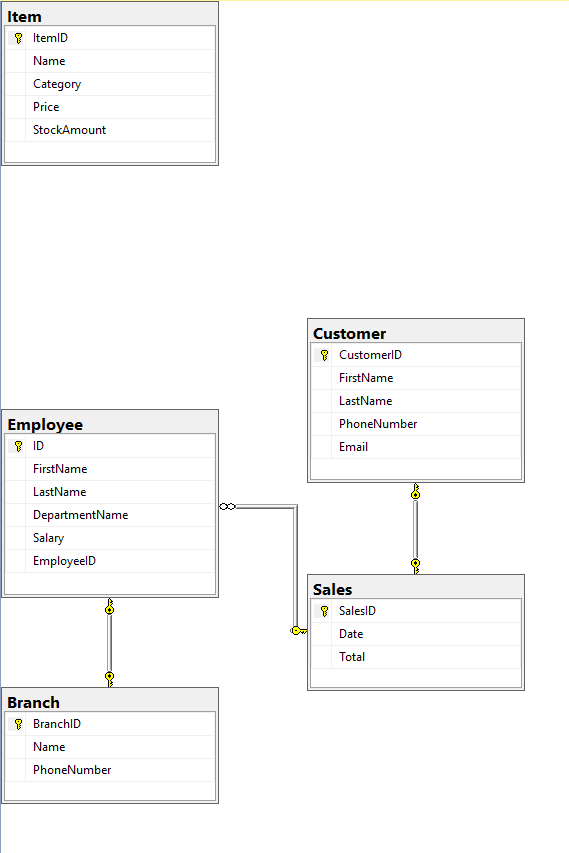 Item
ItemID
Name
Category
Price
StockAmount
Customer
CustomerID
FirstName
LastName
PhoneNumber
Email
Employee
ID
FirstName
LastName
DepartmentName
Salary
EmployeeID
Sales
SalesID
Date
Total
Branch
BranchID
Name
PhoneNumber